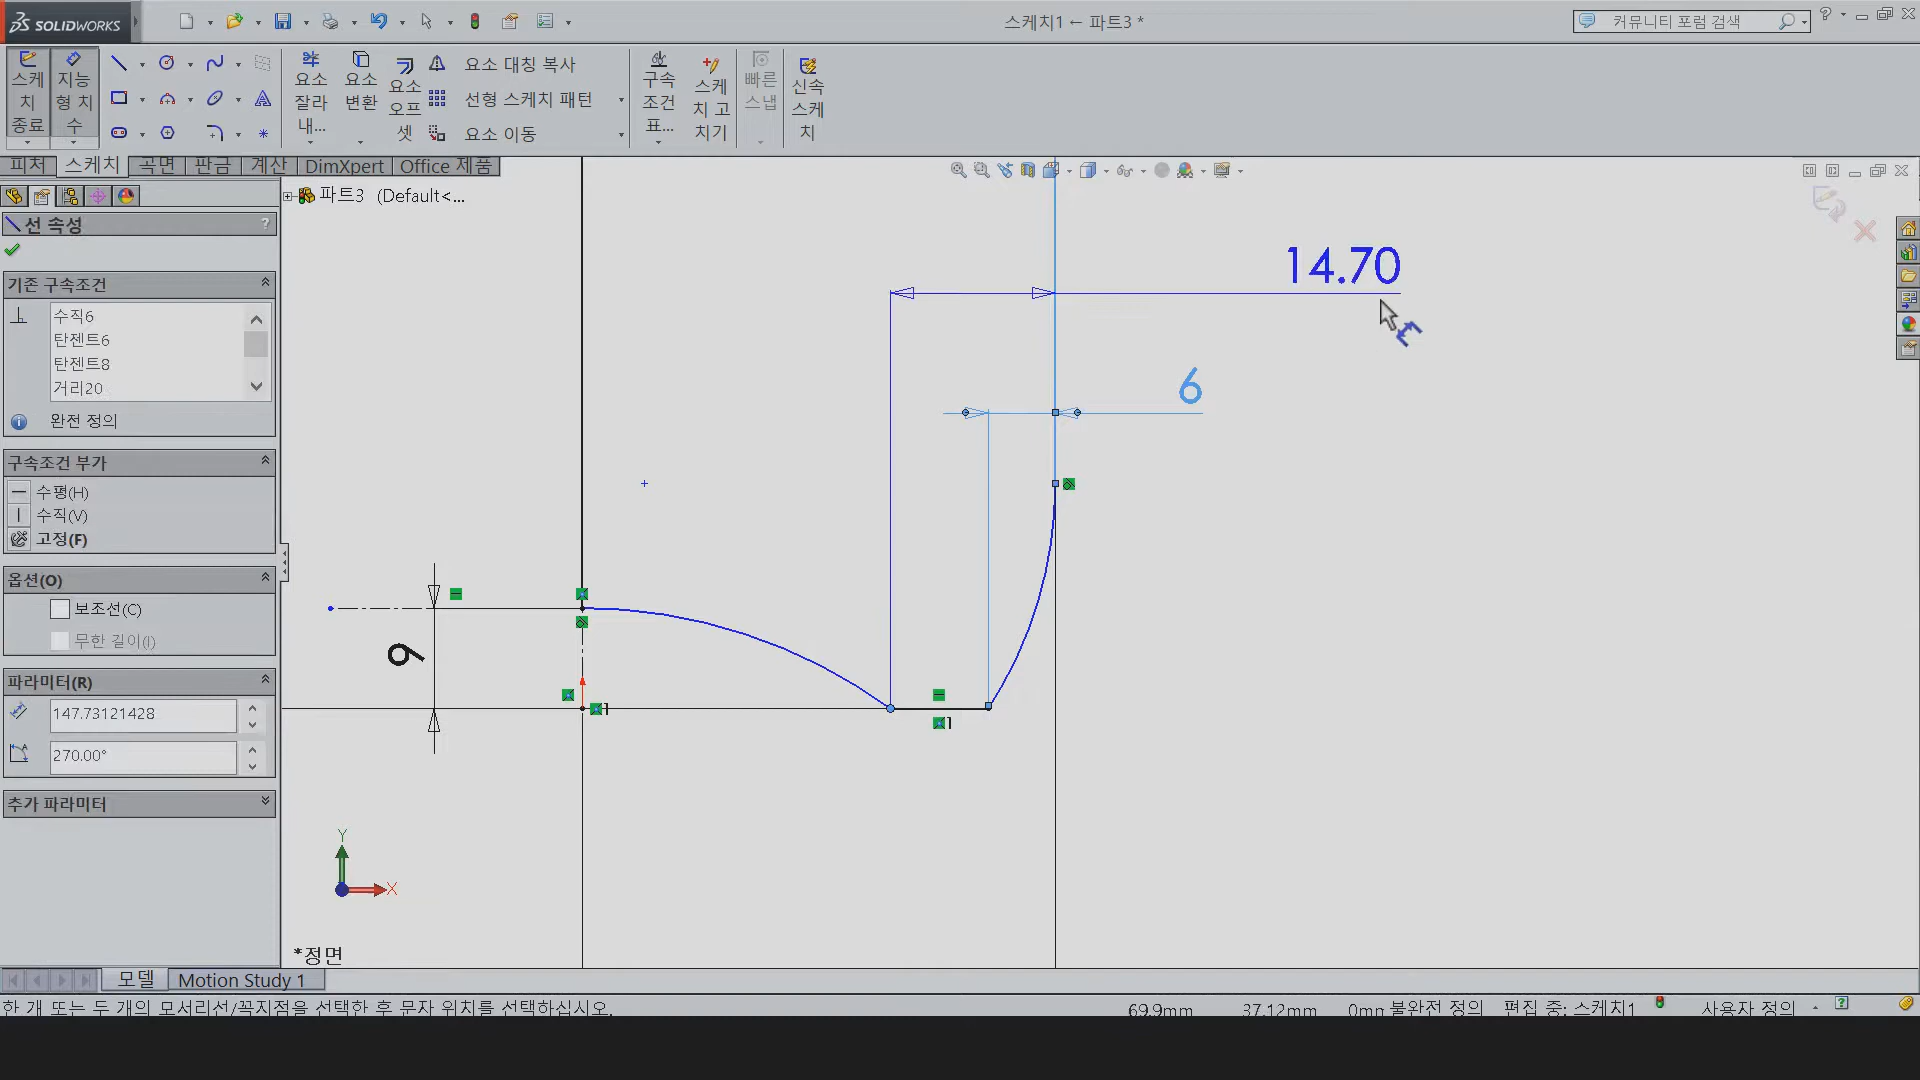 SOLIDWORKS
스케치1 ← 파트3 *
커뮤니티 포럼 검색
?
스케
치
종료
지능
형 치
수
요소
잘라
내...
요소
변환
요소
오프
셋
요소 대칭 복사
선형 스케치 패턴
요소 이동
구속
조건
표...
스케
치 고
치기
빠른
스냅
신속
스케
치
피처
스케치
곡면
판금
계산
DimXpert
Office 제품
파트3 (Default<...
선 속성
?
기존 구속조건
수직6
탄젠트6
탄젠트8
거리20
완전 정의
구속조건 부가
수평(H)
수직(V)
고정(F)
옵션(O)
보조선(C)
무한 길이(I)
파라미터(R)
147.73121428
270.00°
추가 파라미터
14.70
6
9
1
1
Y
X
*정면
모델
Motion Study 1
한 개 또는 두 개의 모서리선/꼭지점을 선택한 후 문자 위치를 선택하십시오.
69.9mm
37.12mm
0mm 불완전 정의
편집 중: 스케치1
사용자 정의